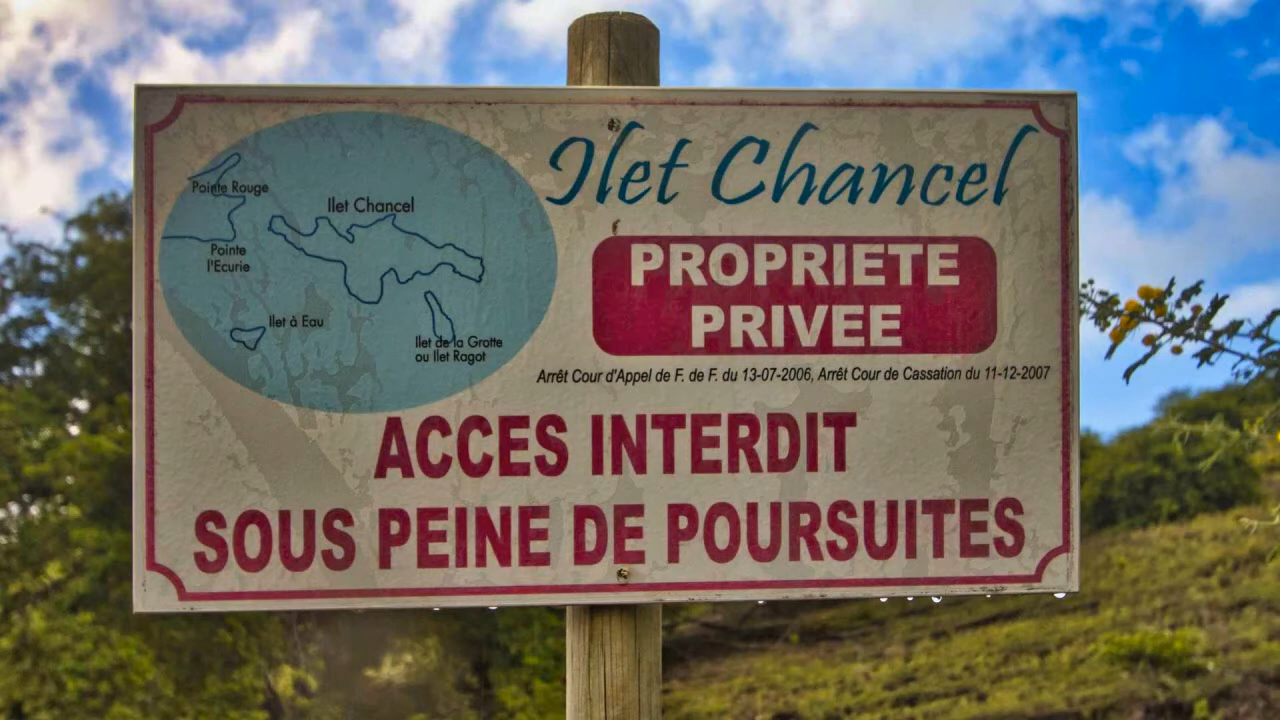 Ilet Chancel
Pointe Rouge
Ilet Chancel
Pointe
l'Ecurie
Ilet à Eau
Ilet de la Grotte
ou Ilet Ragot
PROPRIETE
PRIVEE
Arrêt Cour d'Appel de F. de F. du 13-07-2006, Arrêt Cour de Cassation du 11-12-2007
ACCES INTERDIT
SOUS PEINE DE POURSUITES